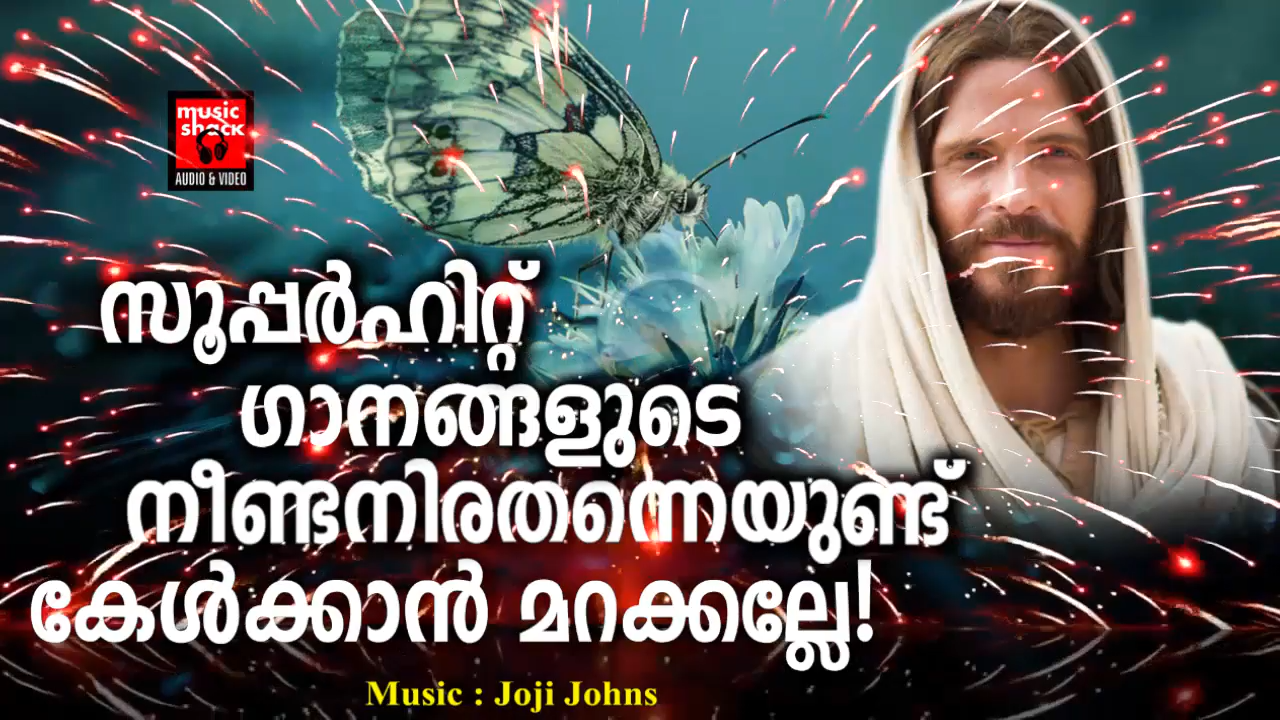 music
shack
AUDIO & VIDEO
സൂപ്പർഹിറ്റ്
ഗാനങ്ങളുടെ
നീണ്ടനിരതന്നെയുണ്ട്
കേൾക്കാൻ മറക്കല്ലേ!
Music : Joji Johns